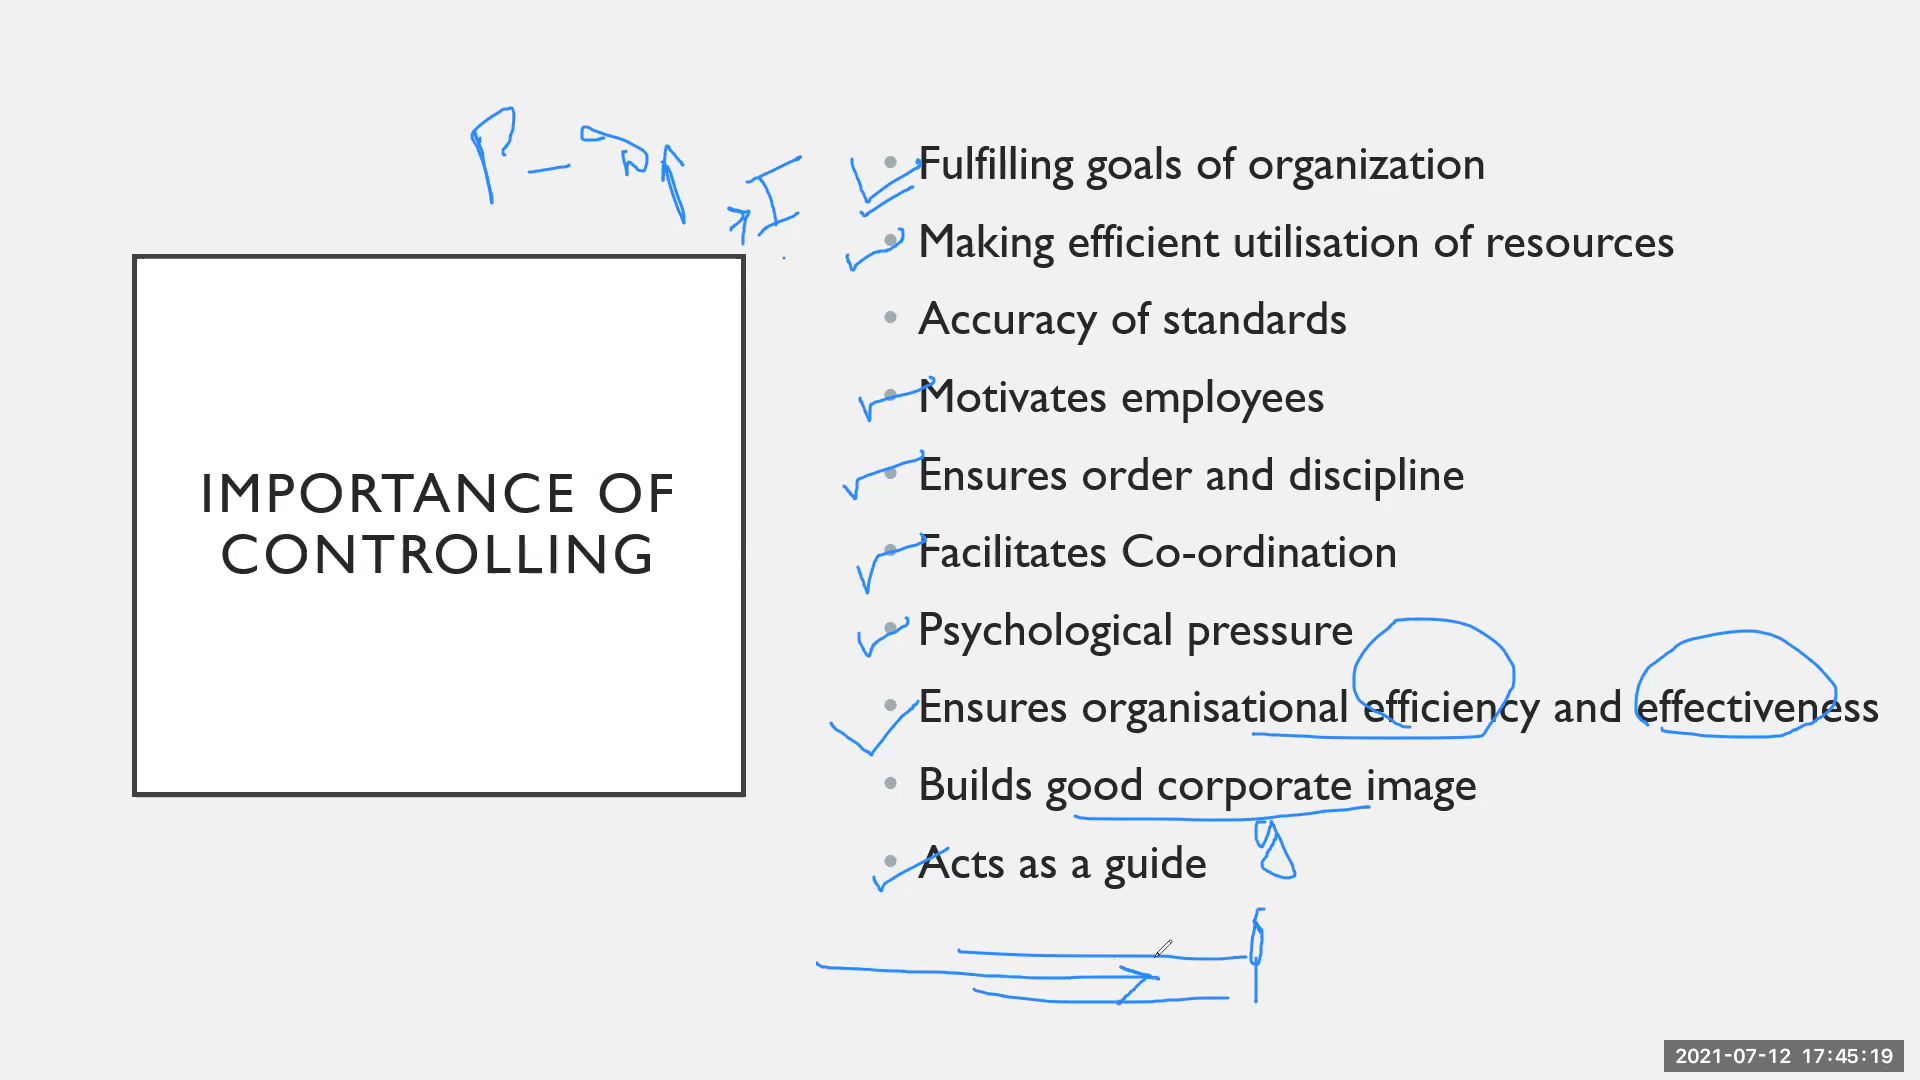 IMPORTANCE OF
CONTROLLING
Fulfilling goals of organization
Making efficient utilisation of resources
Accuracy of standards
Motivates employees
Ensures order and discipline
Facilitates Co-ordination
Psychological pressure
Ensures organisational efficiency and effectiveness
Builds good corporate image
Acts as a guide
2021-07-12 17:45:19